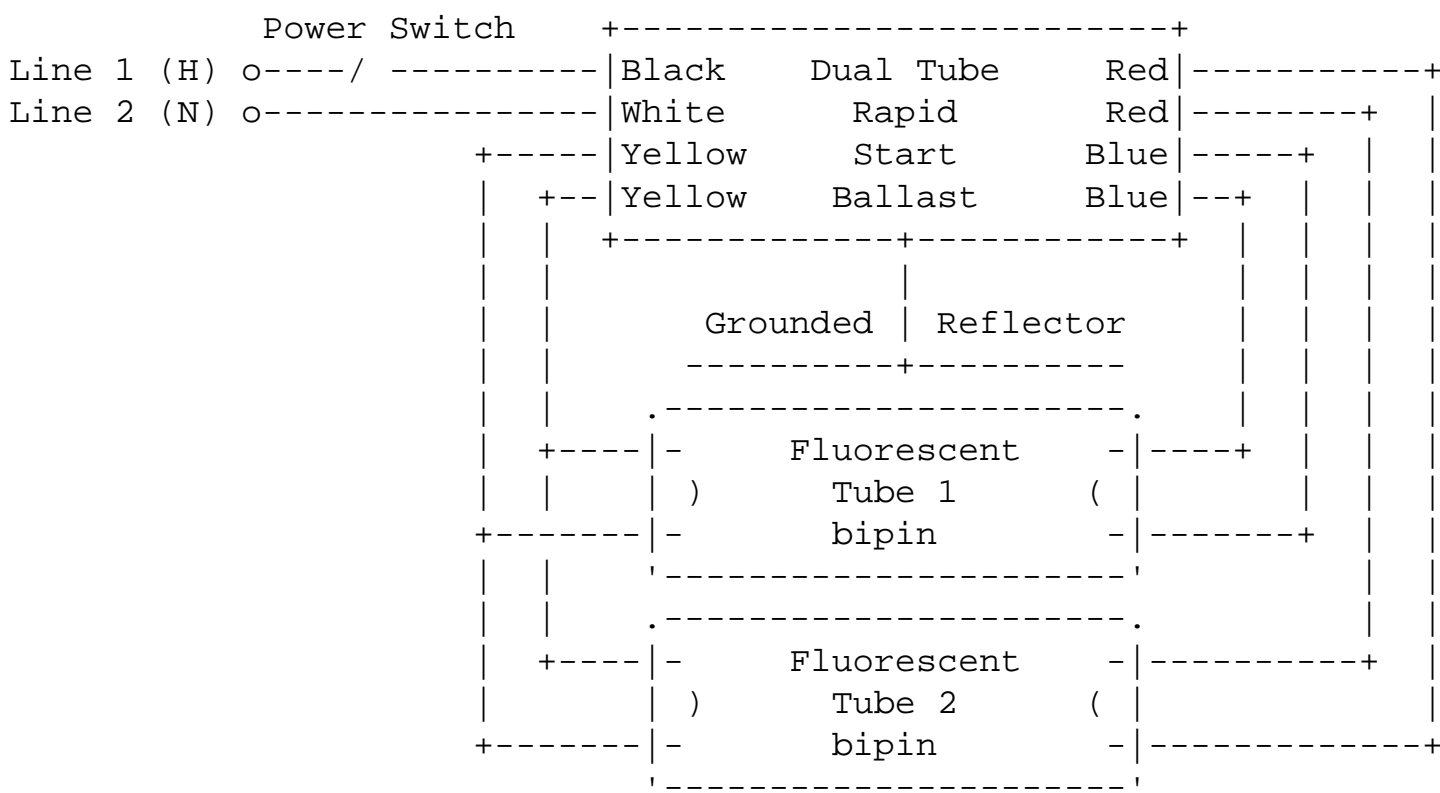 Power Switch
Line 1 (H) Black Dual Tube Red
Line 2 (N) White Rapid Red
Yellow Start Blue
Yellow Ballast Blue
Grounded Reflector
Fluorescent
Tube 1
bipin
Fluorescent
Tube 2
bipin